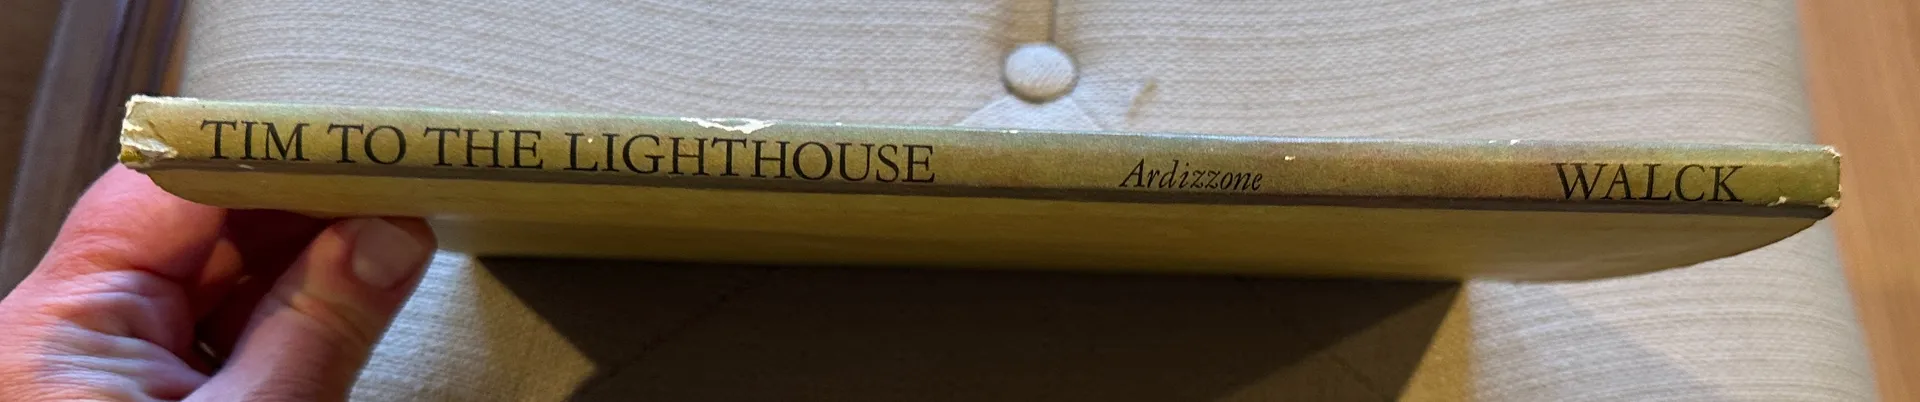 TIM TO THE LIGHTHOUSE Ardizzone WALCK